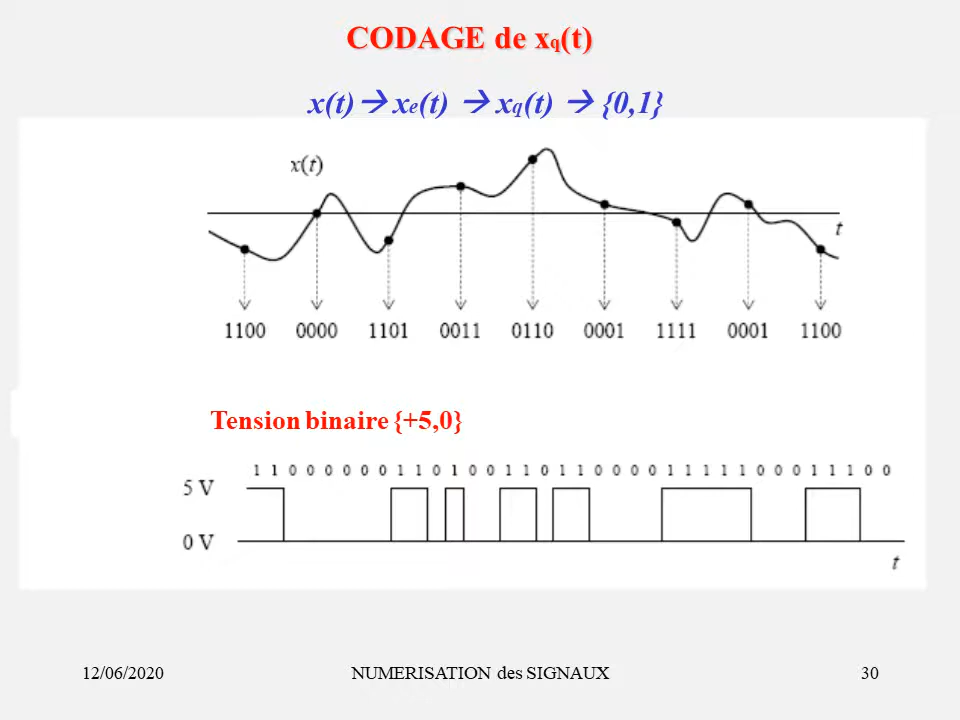 CODAGE de xq(t)
x(t)→ xe(t) → xq(t) → {0,1}
x(t)
t
1100 0000 1101 0011 0110 0001 1111 0001 1100
Tension binaire {+5,0}
1 1 0 0 0 0 0 0 1 1 0 1 0 0 1 1 0 1 1 0 0 0 0 1 1 1 1 1 0 0 0 1 1 1 0 0
5 V
0 V
t
12/06/2020 NUMERISATION des SIGNAUX 30